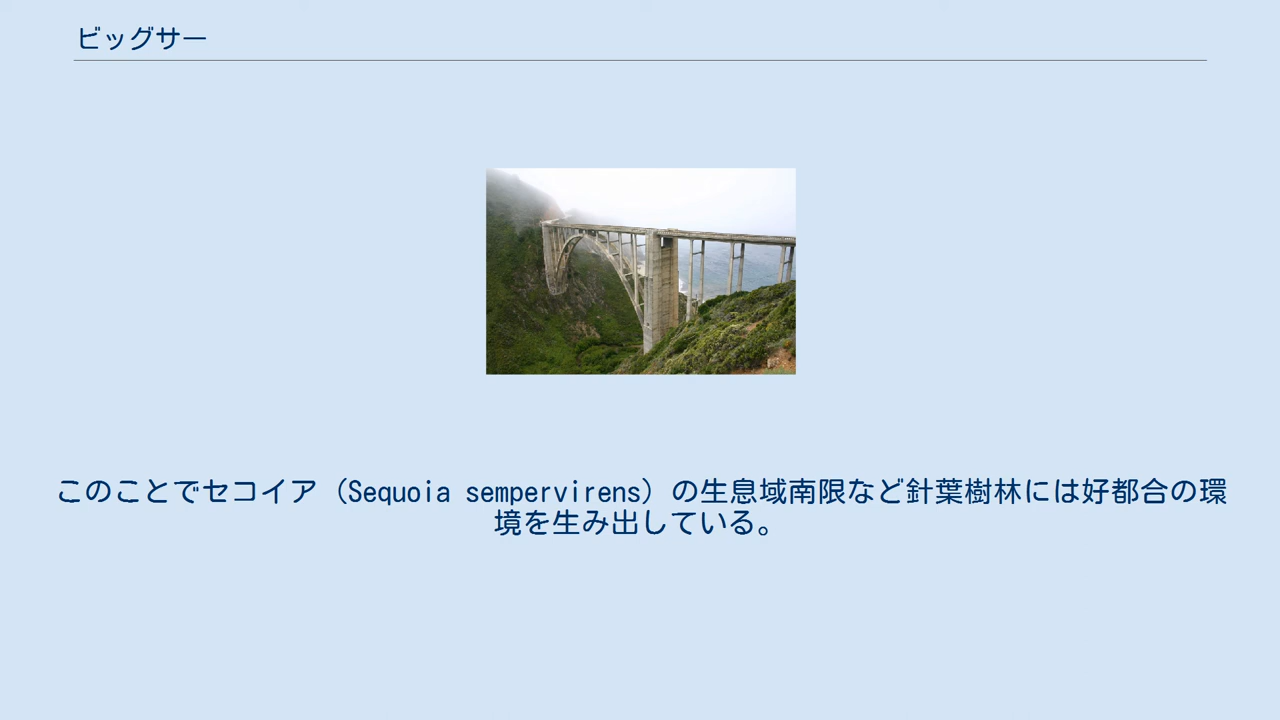 ビッグサー
このことでセコイア（Sequoia sempervirens）の生息域南限など針葉樹林には好都合の環
境を生み出している。